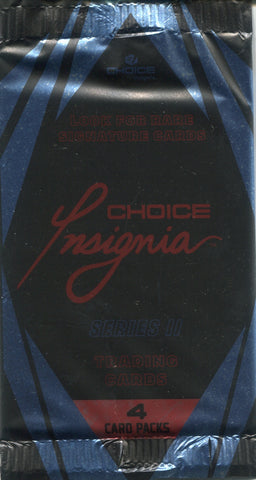 CHOICE
LOOK FOR RARE
SIGNATURE CARDS
CHOICE
Insignia
SERIES II
TRADING
CARDS
4
CARD PACKS